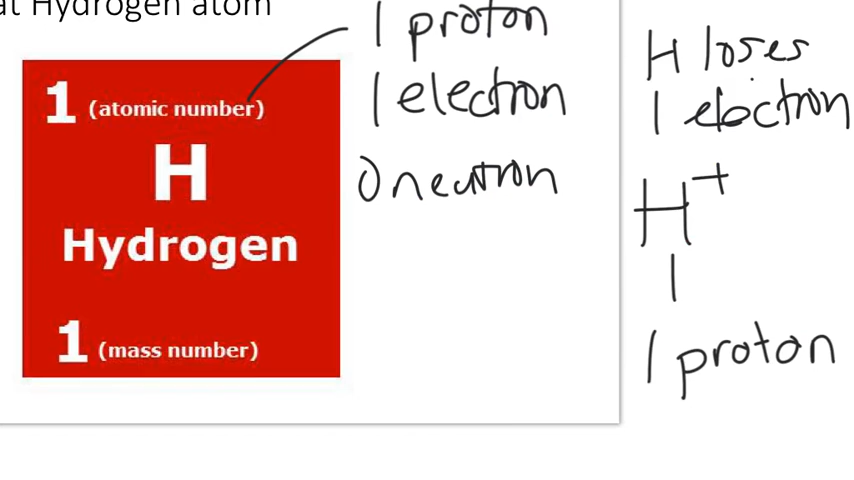 at Hydrogen atom
1 (atomic number)
H
Hydrogen
1 (mass number)
1 proton
1 electron
0 neutron
H loses
1 electron
H+
1
1 proton